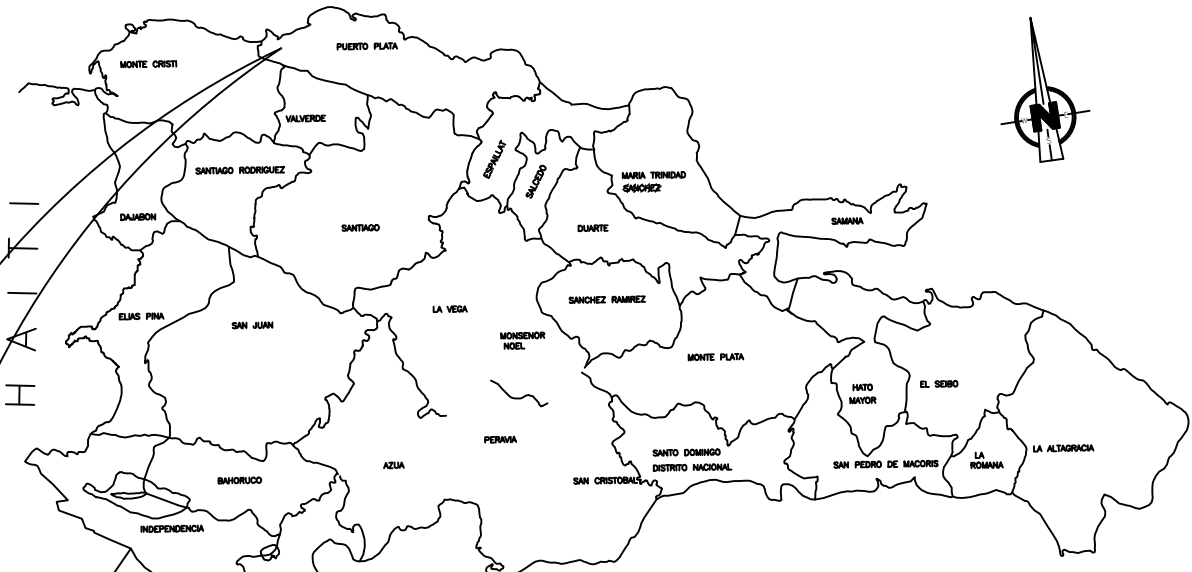 PUERTO PLATA
MONTE CRISTI
N
VALVERDE
ESPAILLAT
SALCEDO
SANTIAGO RODRIGUEZ
MARIA TRINIDAD
SANCHEZ
DAJABON
SANTIAGO
DUARTE
SAMANA
HAITI
ELIAS PINA
SAN JUAN
LA VEGA
SANCHEZ RAMIREZ
MONSENOR
NOEL
MONTE PLATA
HATO
MAYOR
EL SEIBO
PERAVIA
AZUA
SANTO DOMINGO
DISTRITO NACIONAL
SAN PEDRO DE MACORIS
LA
ROMANA
LA ALTAGRACIA
BAHORUCO
SAN CRISTOBAL
INDEPENDENCIA